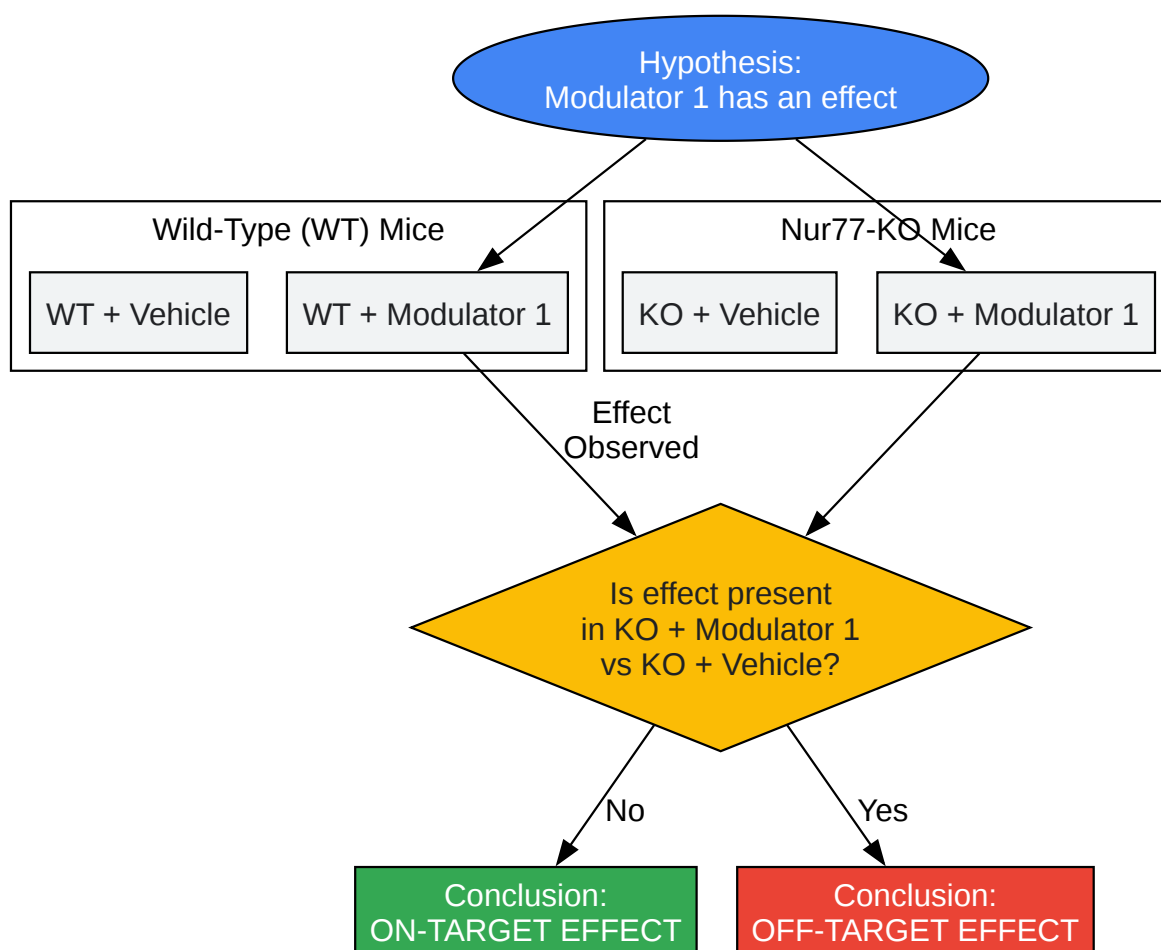 Hypothesis:
Modulator 1 has an effect
Wild-Type (WT) Mice
Nur77-KO Mice
WT + Vehicle
WT + Modulator 1
KO + Vehicle
KO + Modulator 1
Effect
Observed
Is effect present
in KO + Modulator 1
vs KO + Vehicle?
No
Yes
Conclusion:
ON-TARGET EFFECT
Conclusion:
OFF-TARGET EFFECT